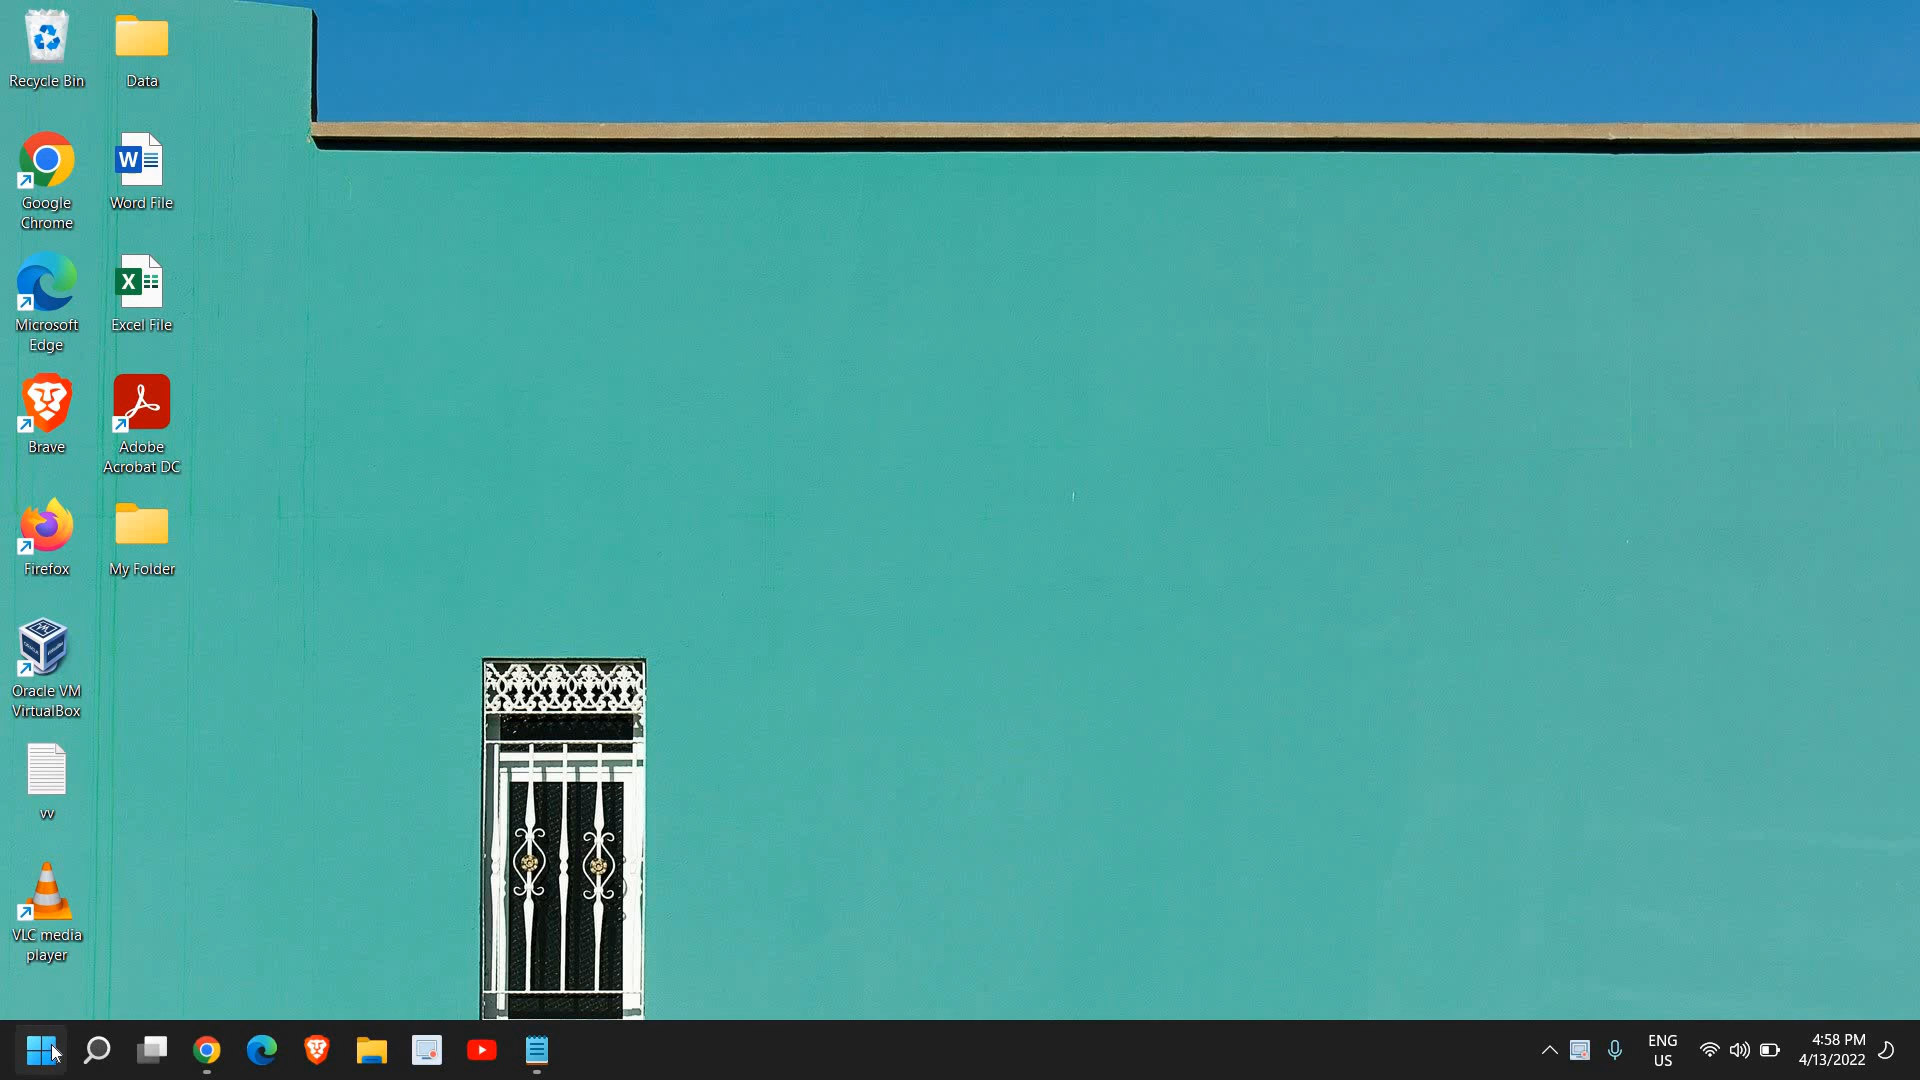 Recycle Bin
Data
Google
Chrome
Word File
Microsoft
Edge
Excel File
Brave
Adobe
Acrobat DC
Firefox
My Folder
Oracle VM
VirtualBox
vv
VLC media
player
ENG
US
4:58 PM
4/13/2022